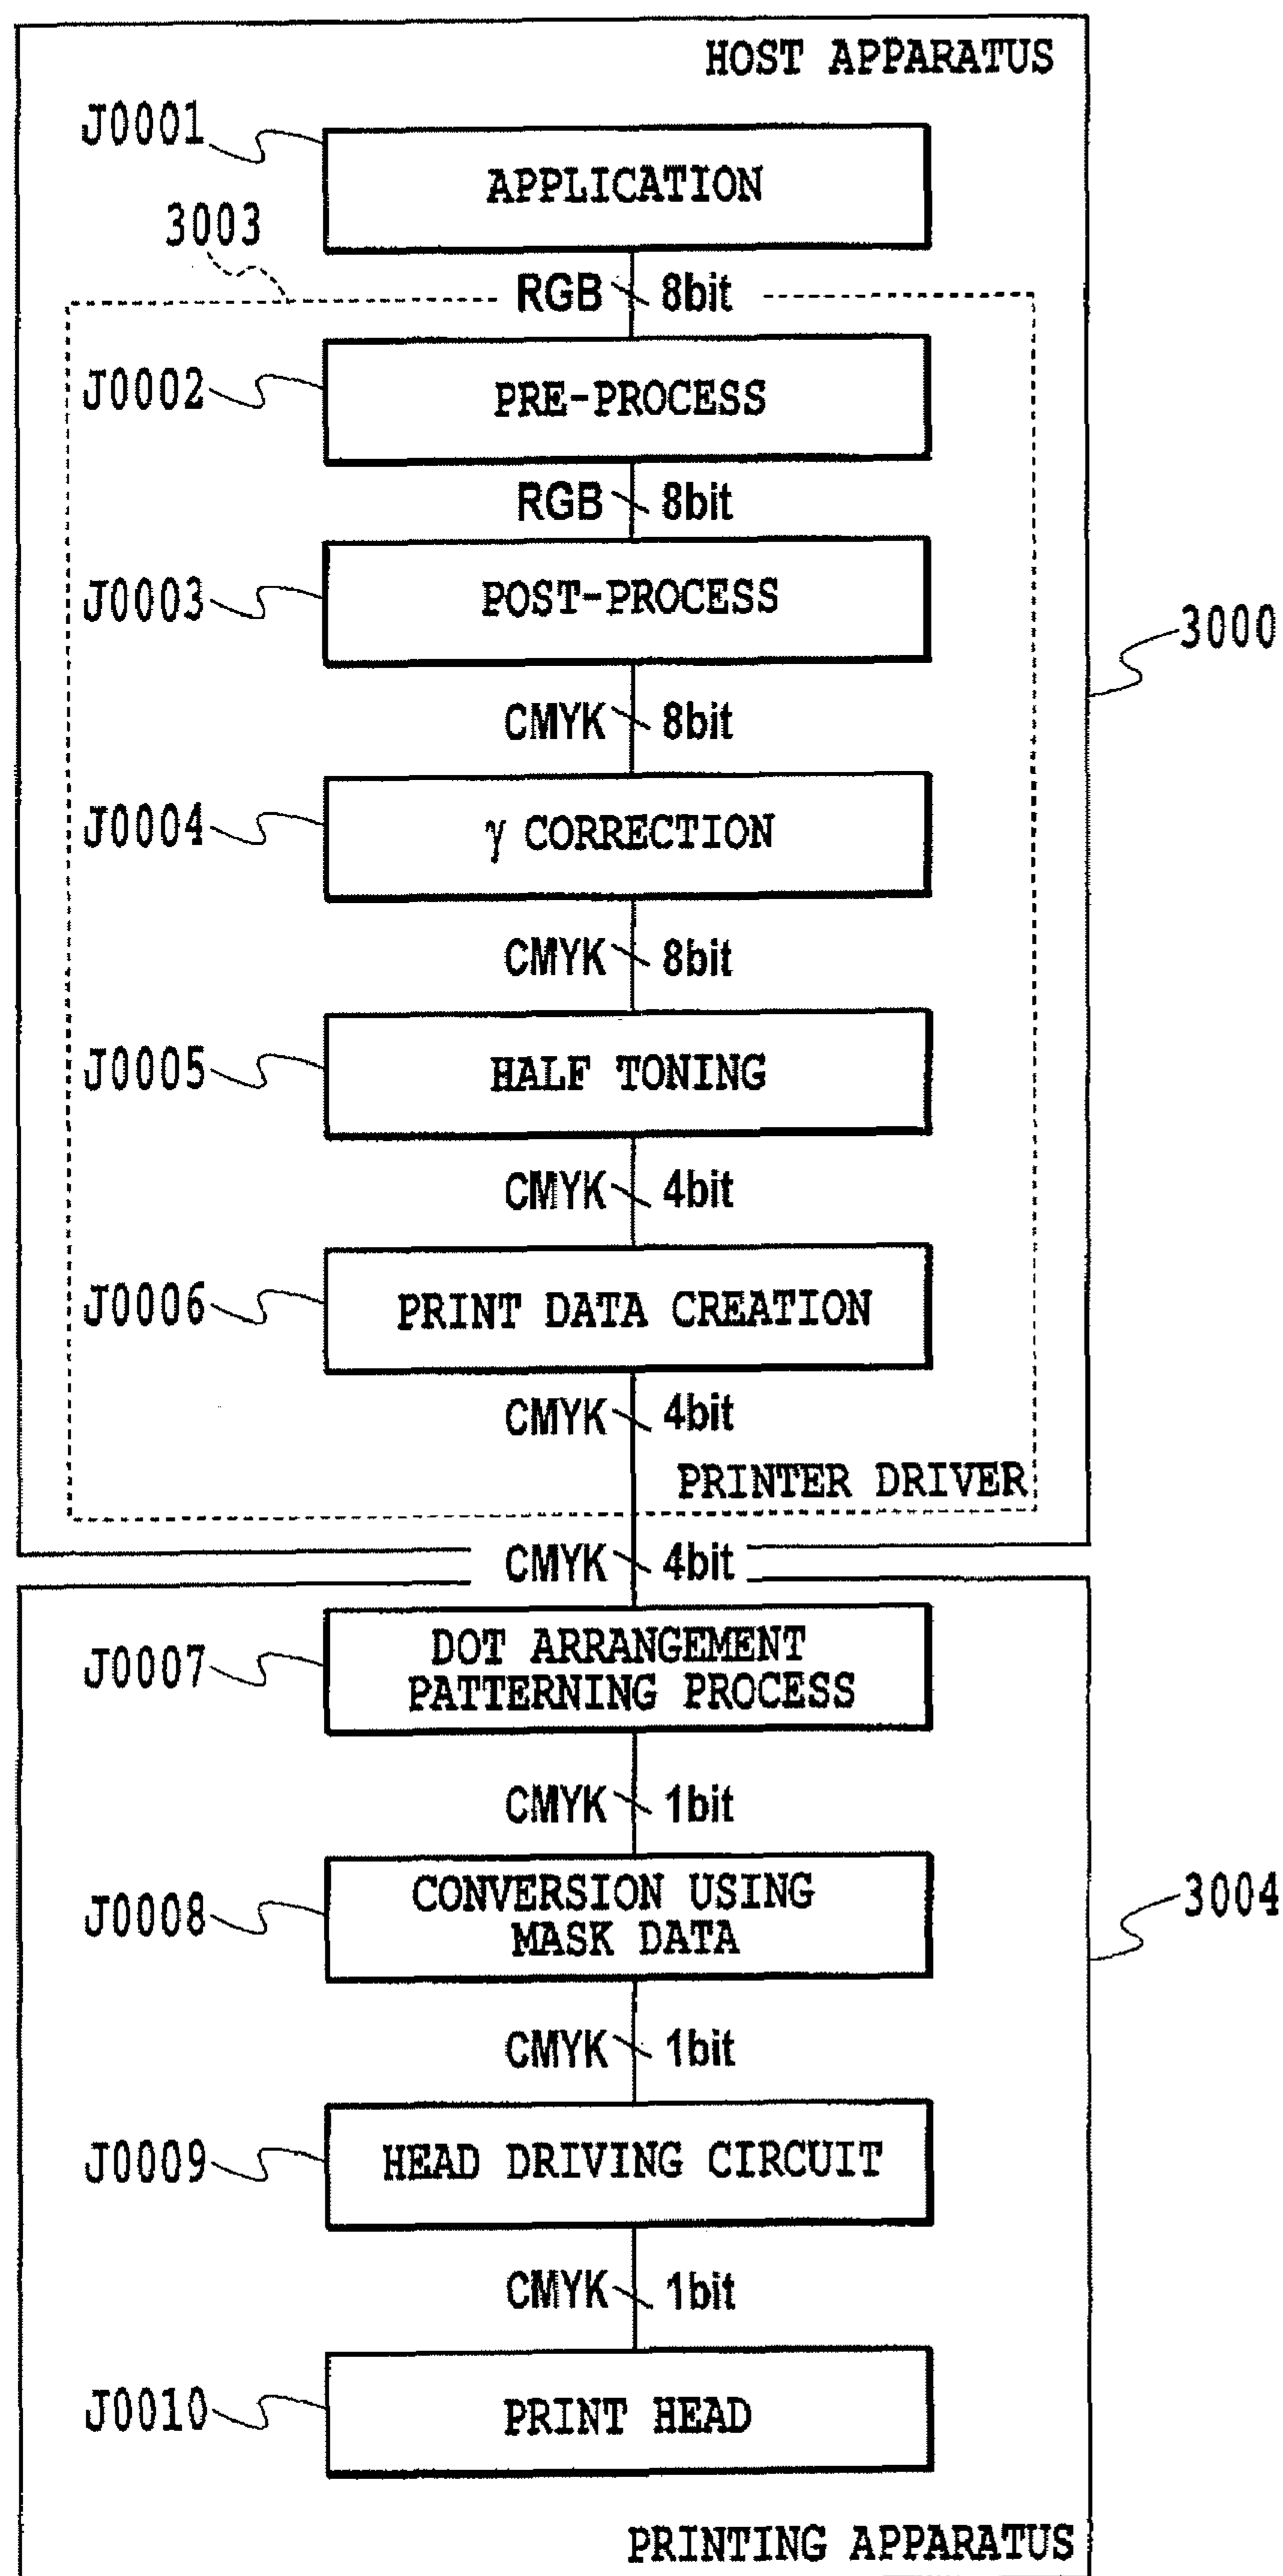 HOST APPARATUS
J0001
APPLICATION
3003
RGB 8bit
J0002
PRE-PROCESS
RGB 8bit
J0003
POST-PROCESS
3000
CMYK 8bit
J0004
γ CORRECTION
CMYK 8bit
J0005
HALF TONING
CMYK 4bit
J0006
PRINT DATA CREATION
CMYK 4bit
PRINTER DRIVER
CMYK 4bit
J0007
DOT ARRANGEMENT
PATTERNING PROCESS
CMYK 1bit
J0008
CONVERSION USING
MASK DATA
3004
CMYK 1bit
J0009
HEAD DRIVING CIRCUIT
CMYK 1bit
J0010
PRINT HEAD
PRINTING APPARATUS